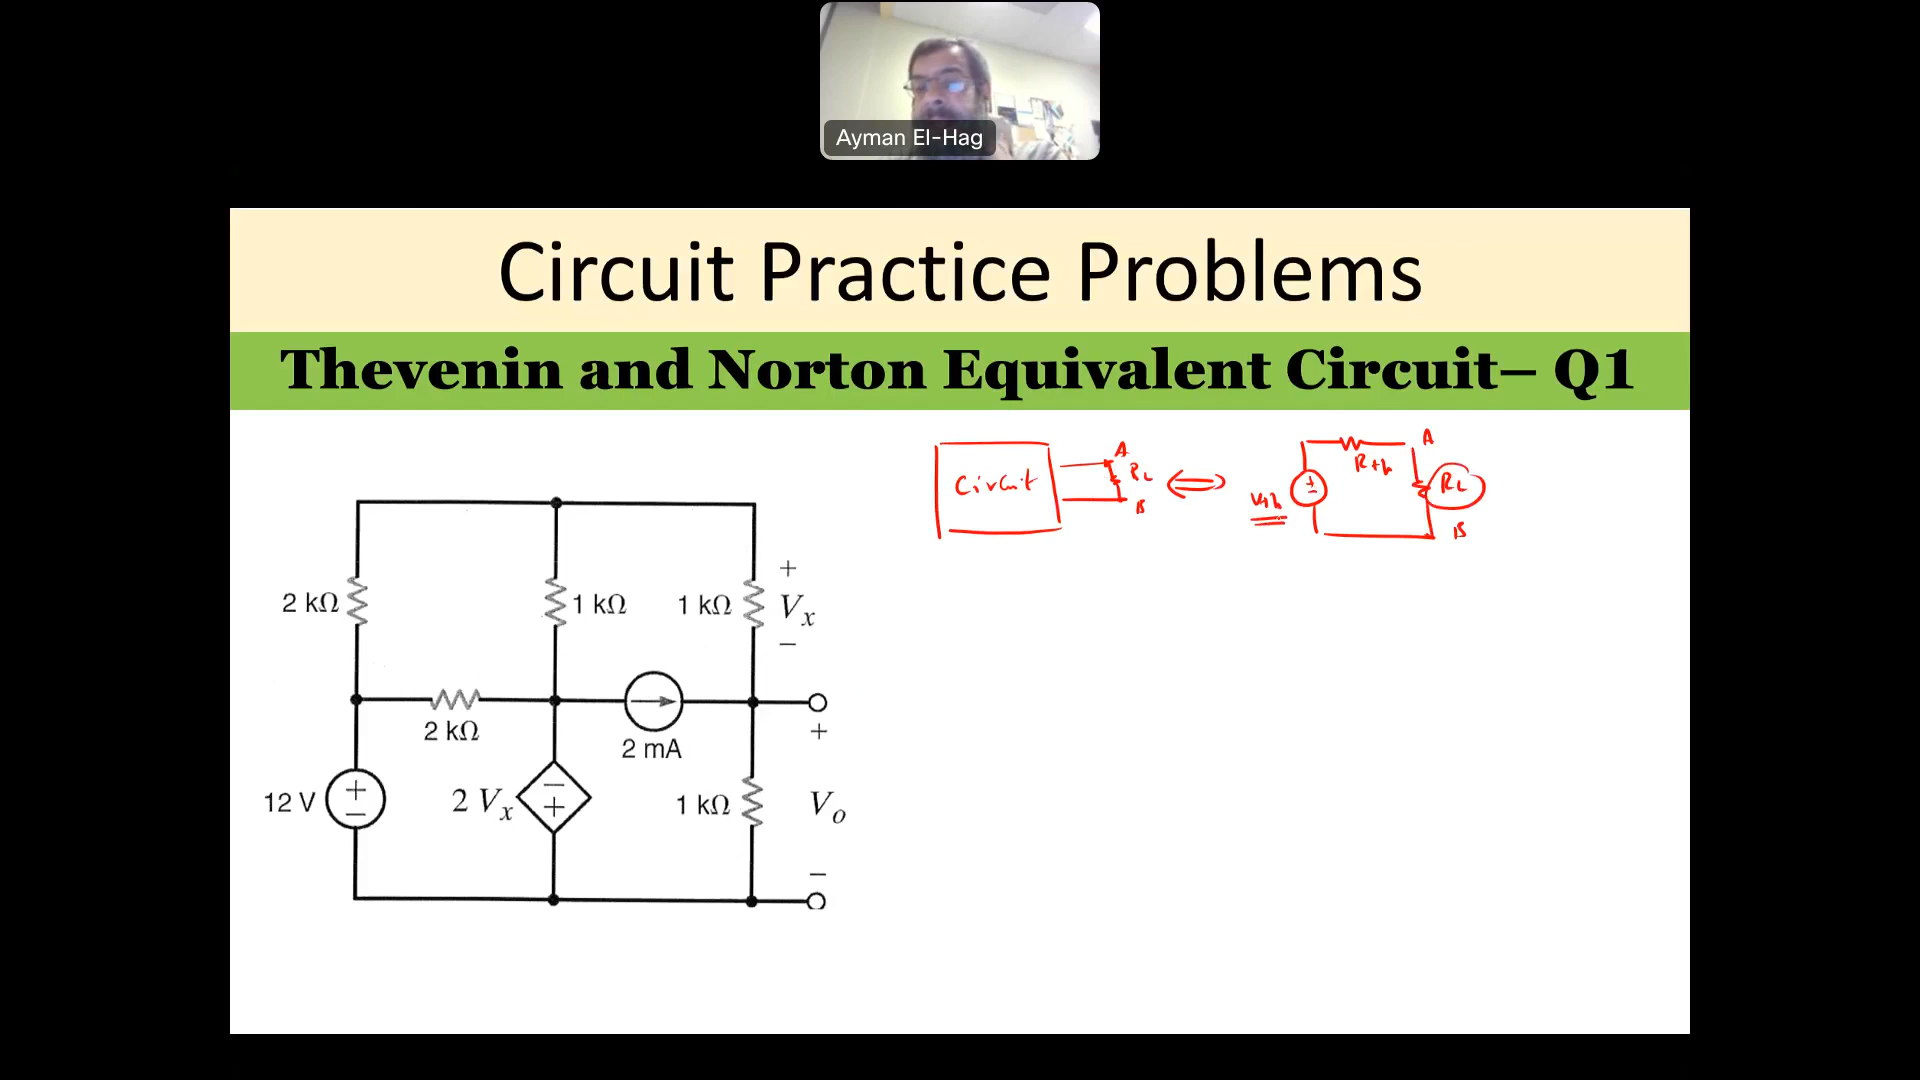 Ayman El-Hag
Circuit Practice Problems
Thevenin and Norton Equivalent Circuit– Q1
Circuit
A
RL
B
Vth
+
−
Rth
A
RL
B
2 kΩ
1 kΩ
1 kΩ
+
Vx
−
2 kΩ
2 mA
12 V
+
−
2 Vx
−
+
1 kΩ
+
Vo
−